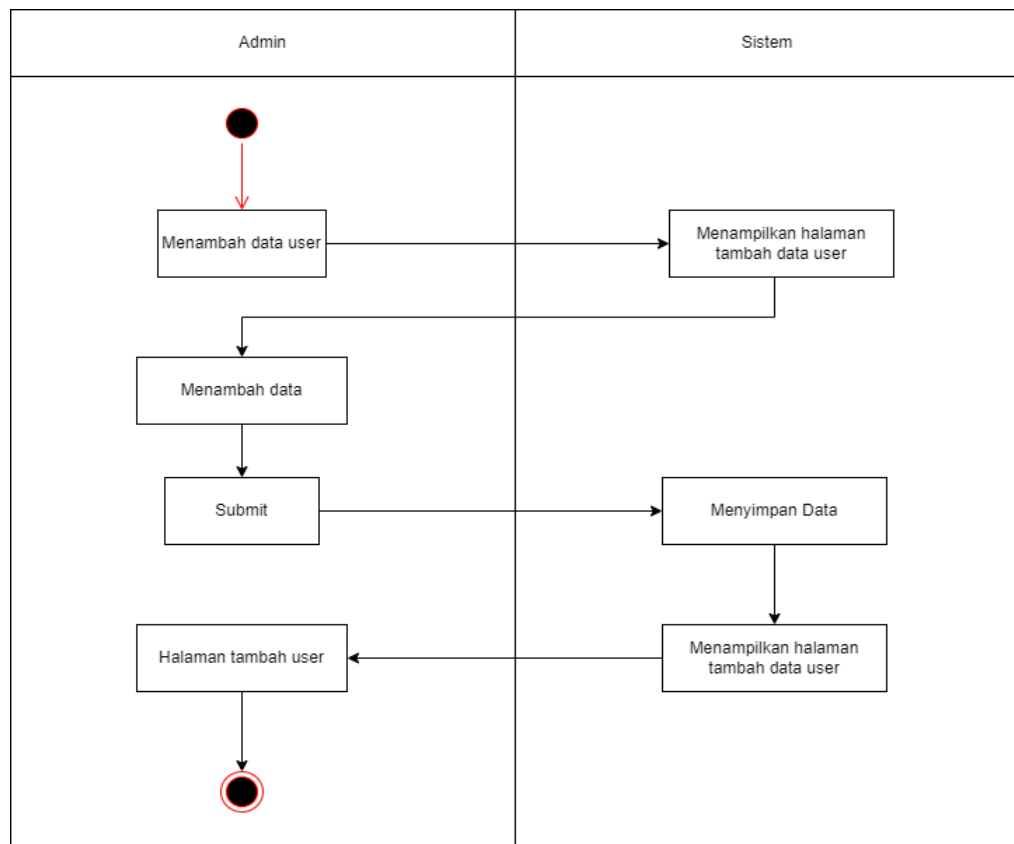 Admin
Sistem
Menambah data user
Menampilkan halaman
tambah data user
Menambah data
Submit
Menyimpan Data
Halaman tambah user
Menampilkan halaman
tambah data user